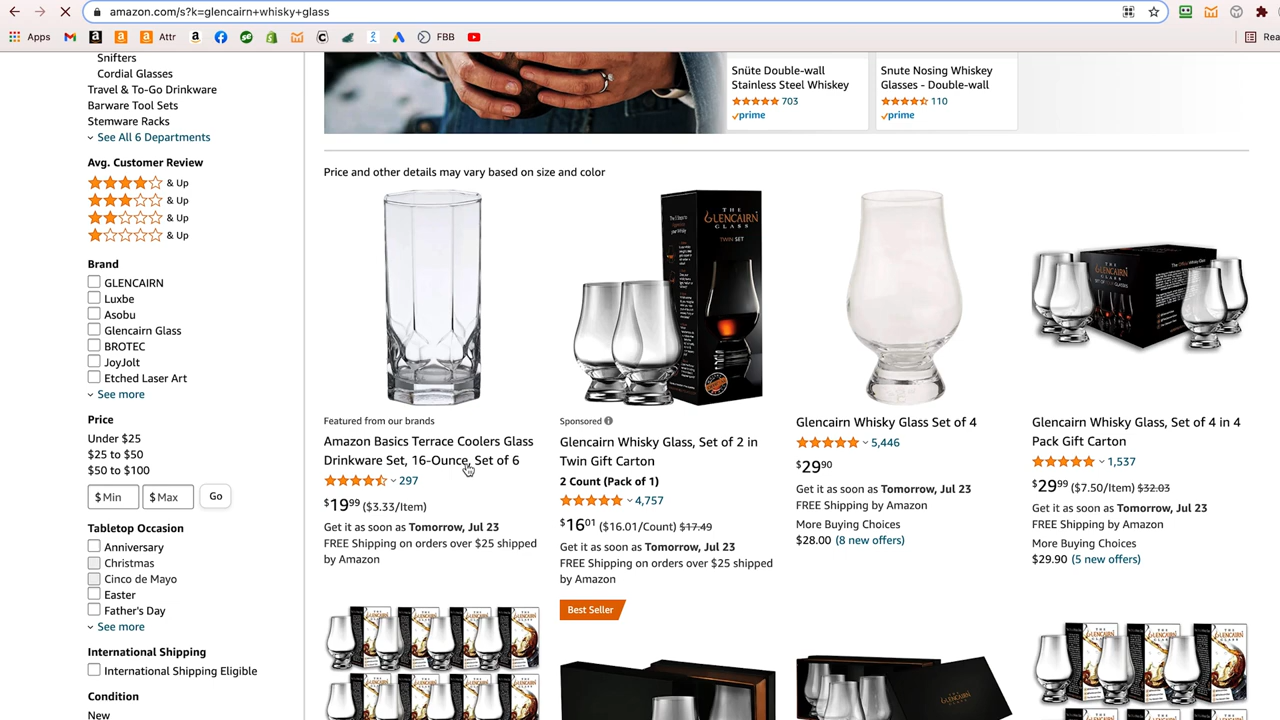 amazon.com/s?k=glencairn+whisky+glass
Apps
Attr
FBB
Rea
Snifters
Cordial Glasses
Travel & To-Go Drinkware
Barware Tool Sets
Stemware Racks
See All 6 Departments
Avg. Customer Review
& Up
& Up
& Up
& Up
Brand
GLENCAIRN
Luxbe
Asobu
Glencairn Glass
BROTEC
JoyJolt
Etched Laser Art
See more
Price
Under $25
$25 to $50
$50 to $100
$ Min
$ Max
Go
Tabletop Occasion
Anniversary
Christmas
Cinco de Mayo
Easter
Father's Day
See more
International Shipping
International Shipping Eligible
Condition
New
Snüte Double-wall
Stainless Steel Whiskey
703
prime
Snute Nosing Whiskey
Glasses - Double-wall
110
prime
Price and other details may vary based on size and color
Featured from our brands
Amazon Basics Terrace Coolers Glass
Drinkware Set, 16-Ounce, Set of 6
297
$19 99 ($3.33/Item)
Get it as soon as Tomorrow, Jul 23
FREE Shipping on orders over $25 shipped
by Amazon
THE
GLENCAIRN
GLASS
TWIN SET
Sponsored
Glencairn Whisky Glass, Set of 2 in
Twin Gift Carton
2 Count (Pack of 1)
4,757
$16 01 ($16.01/Count) $17.49
Get it as soon as Tomorrow, Jul 23
FREE Shipping on orders over $25 shipped
by Amazon
Best Seller
Glencairn Whisky Glass Set of 4
5,446
$29 90
Get it as soon as Tomorrow, Jul 23
FREE Shipping by Amazon
More Buying Choices
$28.00 (8 new offers)
GLENCAIRN
Glencairn Whisky Glass, Set of 4 in 4
Pack Gift Carton
1,537
$29 99 ($7.50/Item) $32.03
Get it as soon as Tomorrow, Jul 23
FREE Shipping by Amazon
More Buying Choices
$29.90 (5 new offers)